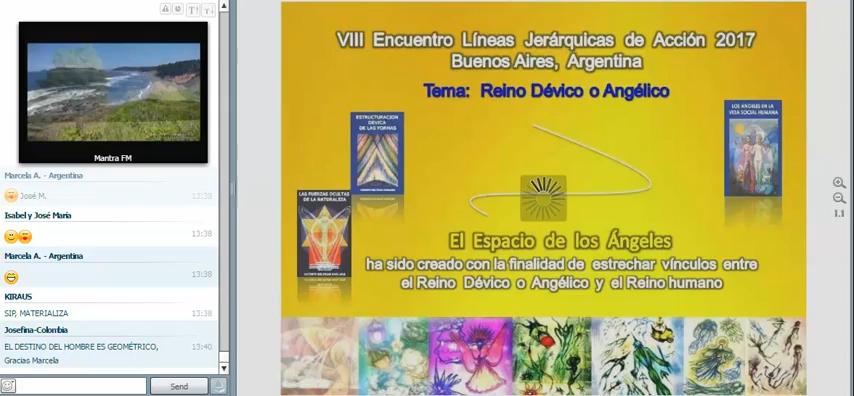 Mantra FM
Marcela A. - Argentina
José M.
13:38
Isabel y José María
13:38
Marcela A. - Argentina
13:38
KIRAUS
SIP, MATERIALIZA
13:38
Josefina-Colombia
EL DESTINO DEL HOMBRE ES GEOMÉTRICO,
13:40
Gracias Marcela
Send
VIII Encuentro Líneas Jerárquicas de Acción 2017
Buenos Aires, Argentina
Tema: Reino Dévico o Angélico
ESTRUCTURACION
DEVICA
DE LAS FORMAS
LOS ANGELES EN LA
VIDA SOCIAL HUMANA
LAS FUERZAS OCULTAS
DE LA NATURALEZA
El Espacio de los Ángeles
ha sido creado con la finalidad de estrechar vínculos entre
el Reino Dévico o Angélico y el Reino humano
1:1